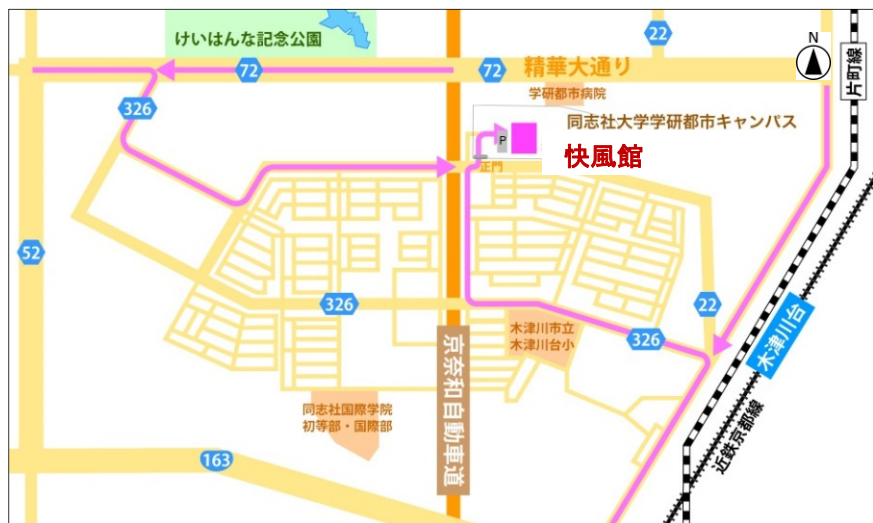 けいはんな記念公園
22
N
72
72
精華大通り
片町線
326
学研都市病院
同志社大学学研都市キャンパス
P
快風館
正門
52
22
326
木津川市立
木津川台小
326
木津川台
京奈和自動車道
近鉄京都線
同志社国際学院
初等部・国際部
163